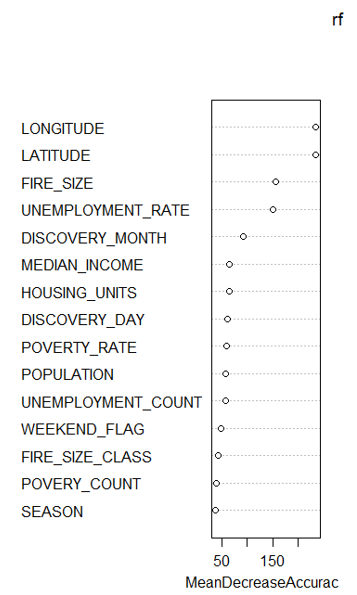 rf
LONGITUDE
LATITUDE
FIRE_SIZE
UNEMPLOYMENT_RATE
DISCOVERY_MONTH
MEDIAN_INCOME
HOUSING_UNITS
DISCOVERY_DAY
POVERTY_RATE
POPULATION
UNEMPLOYMENT_COUNT
WEEKEND_FLAG
FIRE_SIZE_CLASS
POVERY_COUNT
SEASON
50 150
MeanDecreaseAccurac